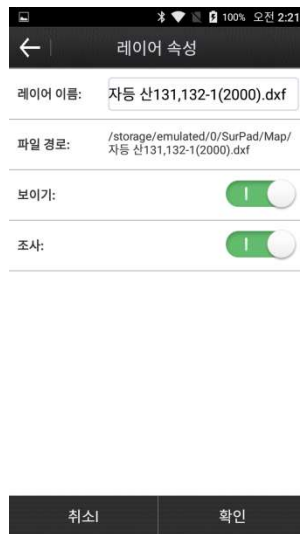 100% 오전 2:21
레이어 속성
레이어 이름: 자등 산131,132-1(2000).dxf
파일 경로: /storage/emulated/0/SurPad/Map/
자등 산131,132-1(2000).dxf
보이기:
조사:
취소I 확인